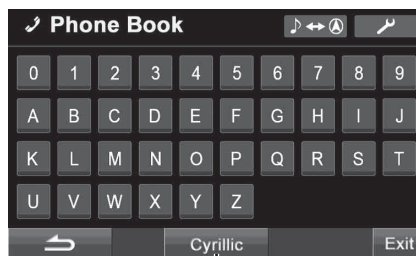 Phone Book
0 1 2 3 4 5 6 7 8 9
A B C D E F G H I J
K L M N O P Q R S T
U V W X Y Z
Cyrillic Exit